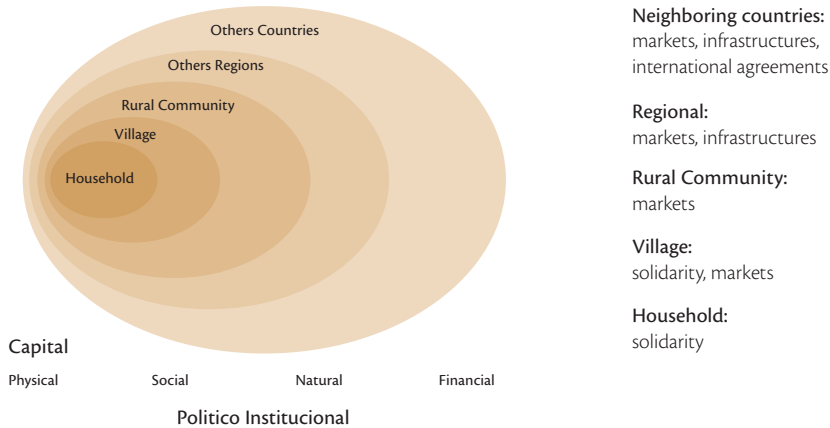 Others Countries
Others Regions
Rural Community
Village
Household
Capital
Physical Social Natural Financial
Politico Institucional
Neighboring countries:
markets, infrastructures,
international agreements
Regional:
markets, infrastructures
Rural Community:
markets
Village:
solidarity, markets
Household:
solidarity